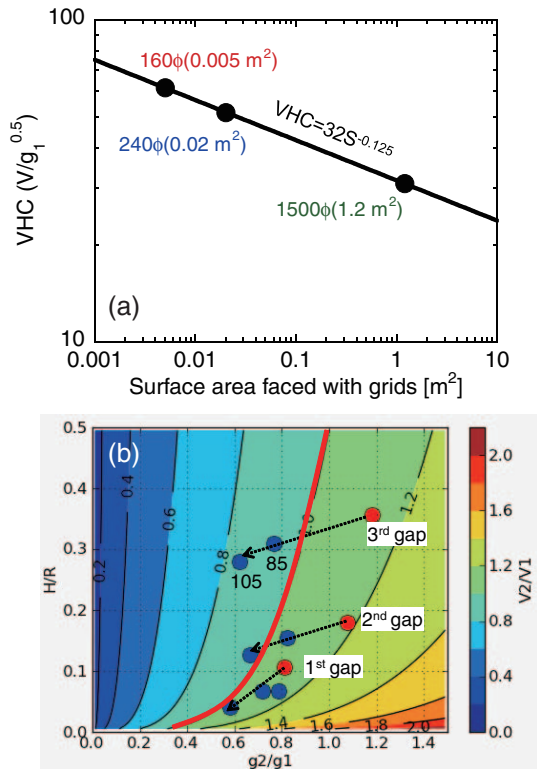 100
160ϕ(0.005 m²)
VHC=32S⁻⁰·¹²⁵
240ϕ(0.02 m²)
1500ϕ(1.2 m²)
VHC (V/g₁⁰·⁵)
(a)
10
0.001 0.01 0.1 1 10
Surface area faced with grids [m²]
(b)
0.5
0.4
0.3
0.2
0.1
0.0
H/R
0.2
0.4
0.6
0.8
1.2
3ʳᵈ gap
85
105
2ⁿᵈ gap
1ˢᵗ gap
1.4 1.6 1.8 2.0
0.0 0.2 0.4 0.6 0.8 1.0 1.2 1.4
g2/g1
2.0
1.6
1.2
0.8
0.4
0.0
V2/V1